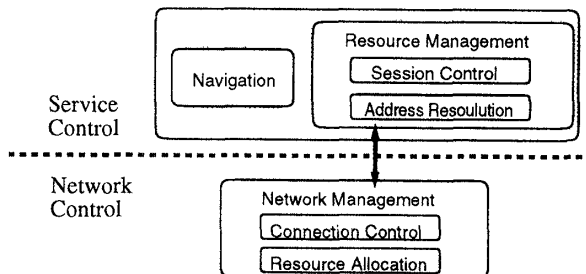 Resource Management
Navigation
Session Control
Address Resoulution
Service
Control
Network
Control
Network Management
Connection Control
Resource Allocation